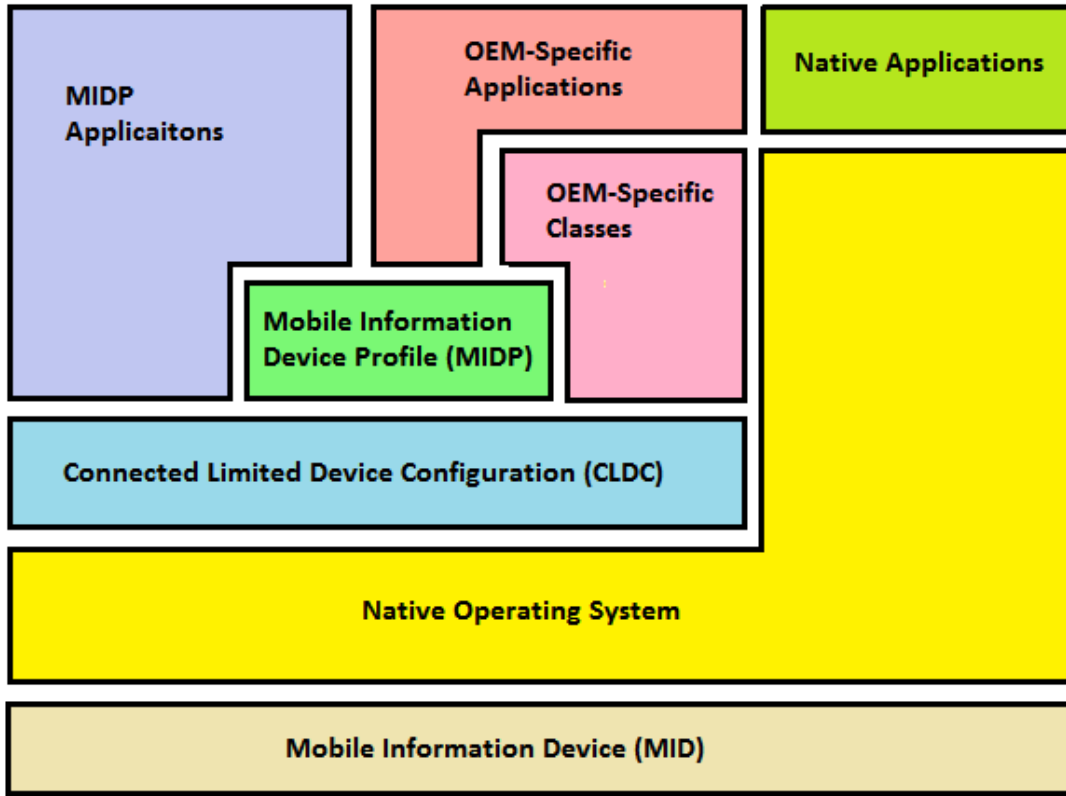 MIDP
Applicaitons
OEM-Specific
Applications
Native Applications
OEM-Specific
Classes
Mobile Information
Device Profile (MIDP)
Connected Limited Device Configuration (CLDC)
Native Operating System
Mobile Information Device (MID)